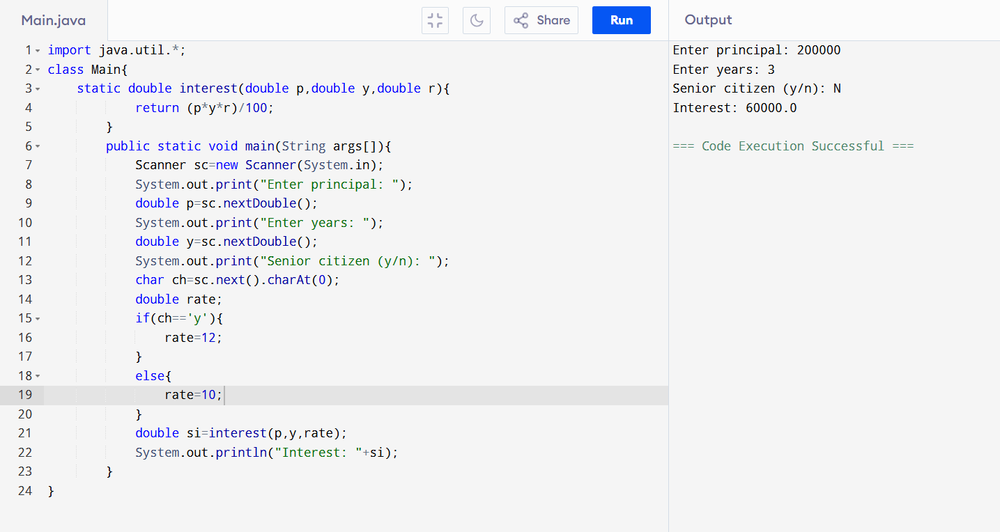 Main.java
Share
Run
Output
1 import java.util.*;
2 class Main{
3     static double interest(double p,double y,double r){
4             return (p*y*r)/100;
5         }
6         public static void main(String args[]){
7             Scanner sc=new Scanner(System.in);
8             System.out.print("Enter principal: ");
9             double p=sc.nextDouble();
10             System.out.print("Enter years: ");
11             double y=sc.nextDouble();
12             System.out.print("Senior citizen (y/n): ");
13             char ch=sc.next().charAt(0);
14             double rate;
15             if(ch=='y'){
16                 rate=12;
17             }
18             else{
19                 rate=10;
20             }
21             double si=interest(p,y,rate);
22             System.out.println("Interest: "+si);
23         }
24 }
Enter principal: 200000
Enter years: 3
Senior citizen (y/n): N
Interest: 60000.0
=== Code Execution Successful ===